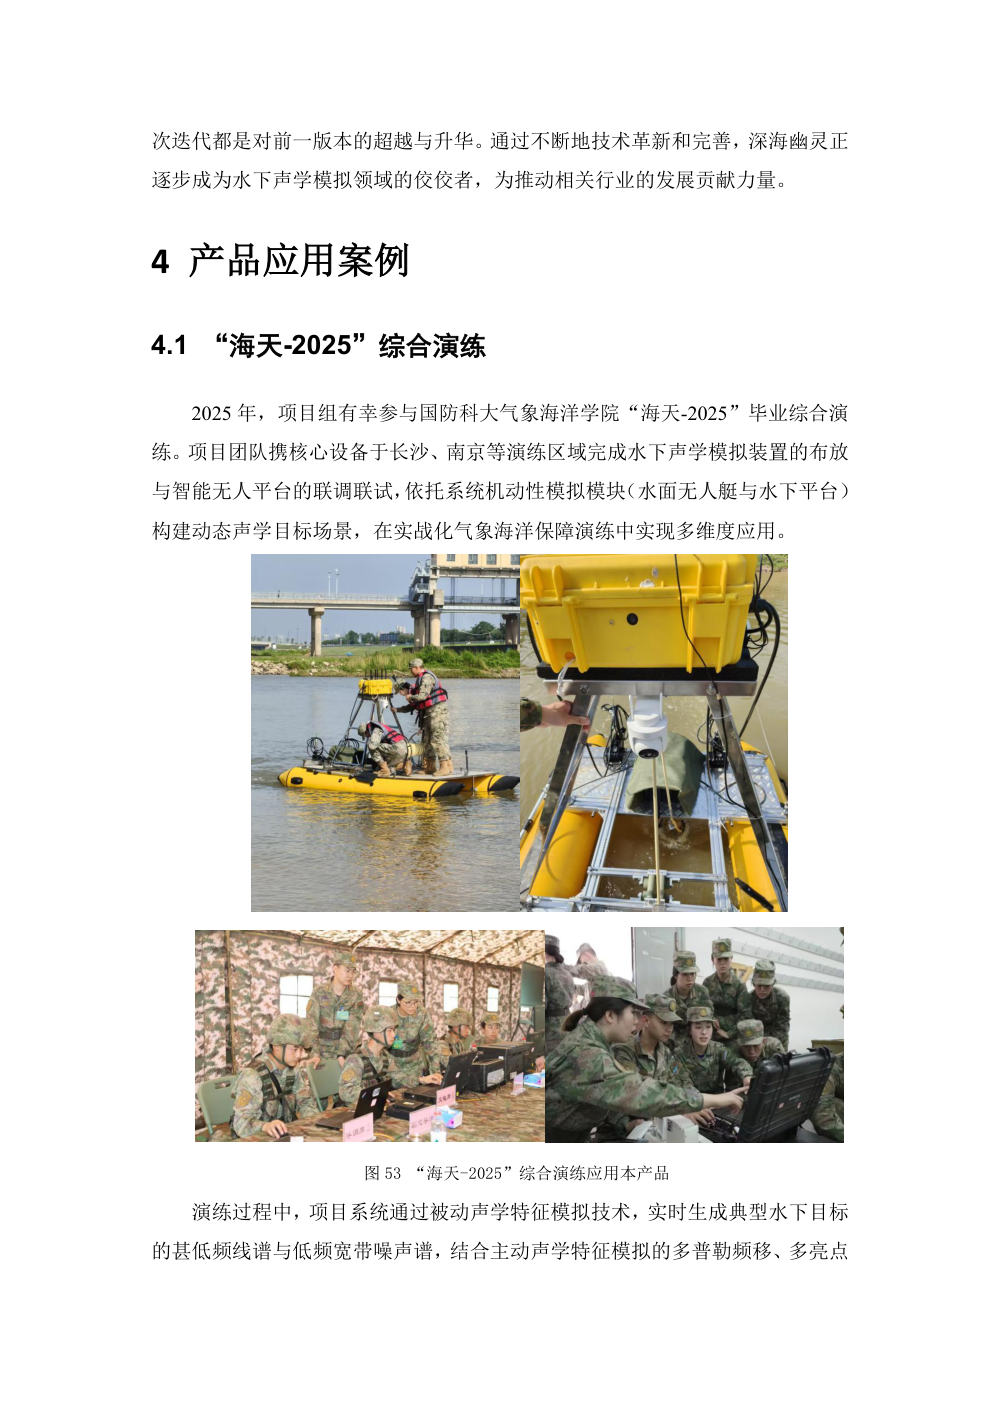 次迭代都是对前一版本的超越与升华。通过不断地技术革新和完善，深海幽灵正
逐步成为水下声学模拟领域的佼佼者，为推动相关行业的发展贡献力量。
4 产品应用案例
4.1 “海天-2025”综合演练
2025 年，项目组有幸参与国防科大气象海洋学院“海天-2025”毕业综合演
练。项目团队携核心设备于长沙、南京等演练区域完成水下声学模拟装置的布放
与智能无人平台的联调联试，依托系统机动性模拟模块（水面无人艇与水下平台）
构建动态声学目标场景，在实战化气象海洋保障演练中实现多维度应用。
图 53 “海天-2025”综合演练应用本产品
演练过程中，项目系统通过被动声学特征模拟技术，实时生成典型水下目标
的甚低频线谱与低频宽带噪声谱，结合主动声学特征模拟的多普勒频移、多亮点